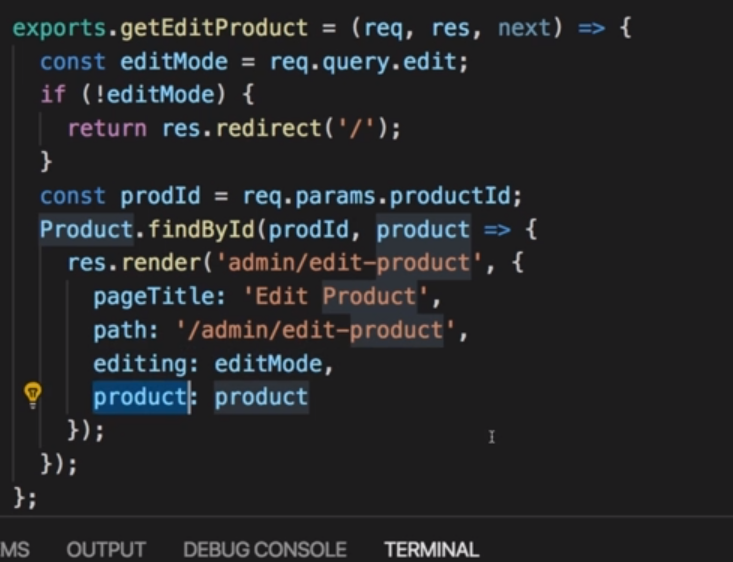 exports.getEditProduct = (req, res, next) => {
  const editMode = req.query.edit;
  if (!editMode) {
    return res.redirect('/');
  }
  const prodId = req.params.productId;
  Product.findById(prodId, product => {
    res.render('admin/edit-product', {
      pageTitle: 'Edit Product',
      path: '/admin/edit-product',
      editing: editMode,
      product: product
    });
  });
};
MS OUTPUT DEBUG CONSOLE TERMINAL